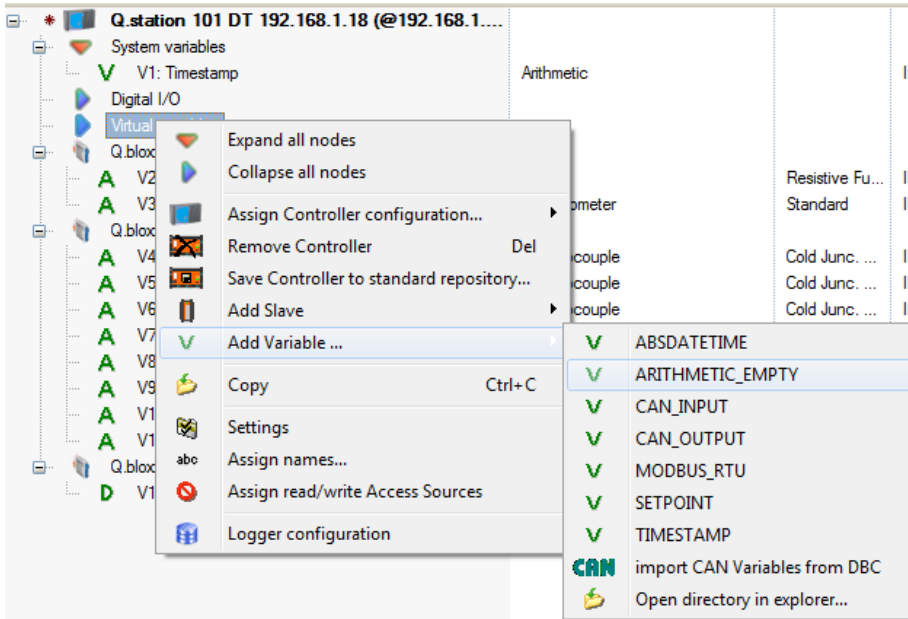 Q.station 101 DT 192.168.1.18 (@192.168.1....
System variables
V V1: Timestamp Arithmetic
Digital I/O
Virtual
Q.blox
A V2 Resistive Fu...
A V3 ometer Standard
Q.blox
A V4 couple Cold Junc. ...
A V5 couple Cold Junc. ...
A V6 couple Cold Junc. ...
A V7
A V8
A V9
A V1
A V1
Q.blox
D V1
Expand all nodes
Collapse all nodes
Assign Controller configuration...
Remove Controller Del
Save Controller to standard repository...
Add Slave
V Add Variable ...
Copy Ctrl+C
Settings
abc Assign names...
Assign read/write Access Sources
Logger configuration
V ABSDATETIME
V ARITHMETIC_EMPTY
V CAN_INPUT
V CAN_OUTPUT
V MODBUS_RTU
V SETPOINT
V TIMESTAMP
CAN import CAN Variables from DBC
Open directory in explorer...